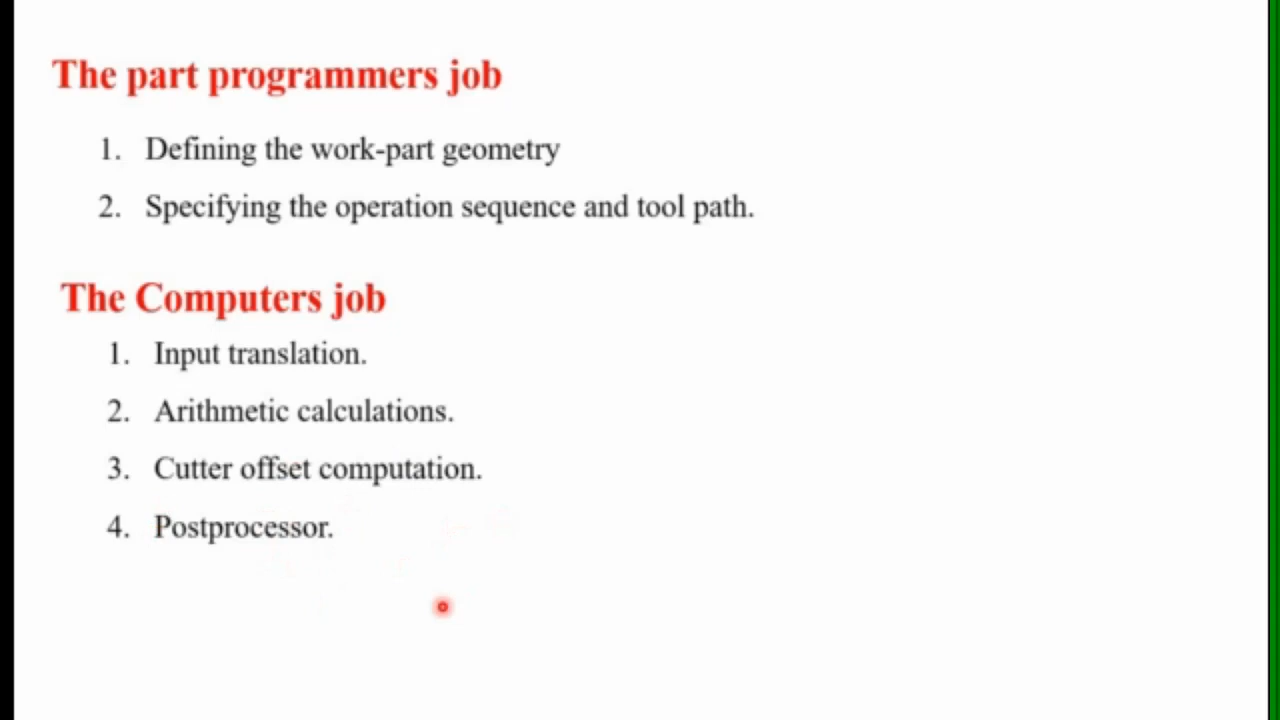 The part programmers job
1. Defining the work-part geometry
2. Specifying the operation sequence and tool path.
The Computers job
1. Input translation.
2. Arithmetic calculations.
3. Cutter offset computation.
4. Postprocessor.